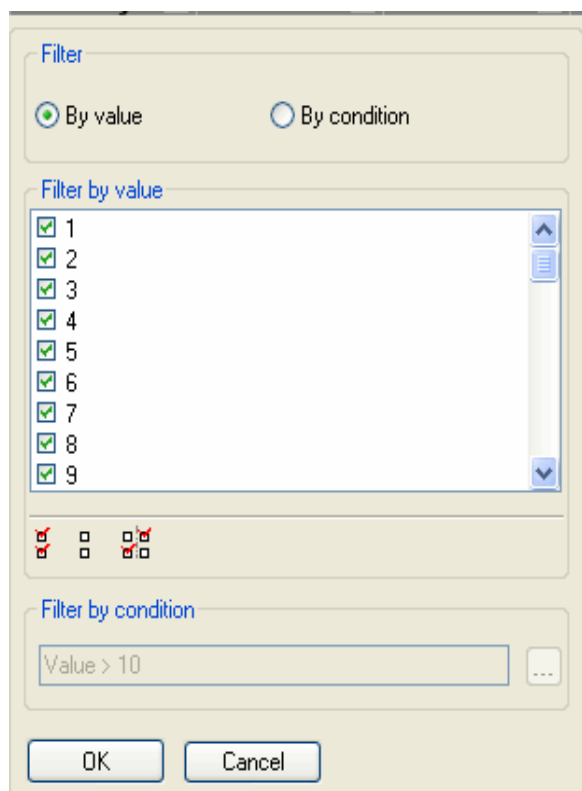 Filter
By value By condition
Filter by value
1
2
3
4
5
6
7
8
9
Filter by condition
Value > 10 ...
OK Cancel